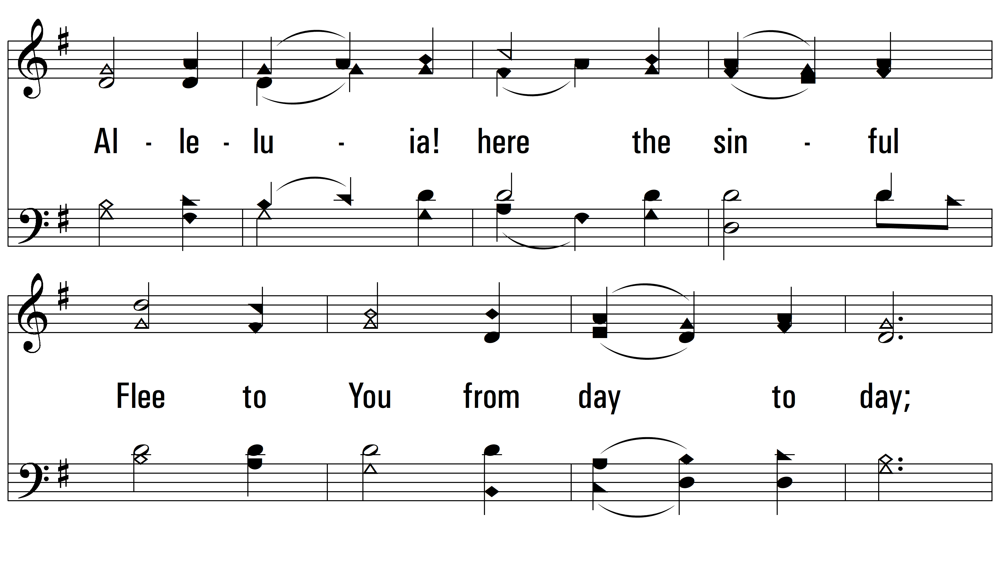 Al - le - lu - ia! here the sin - ful
Flee to You from day to day;